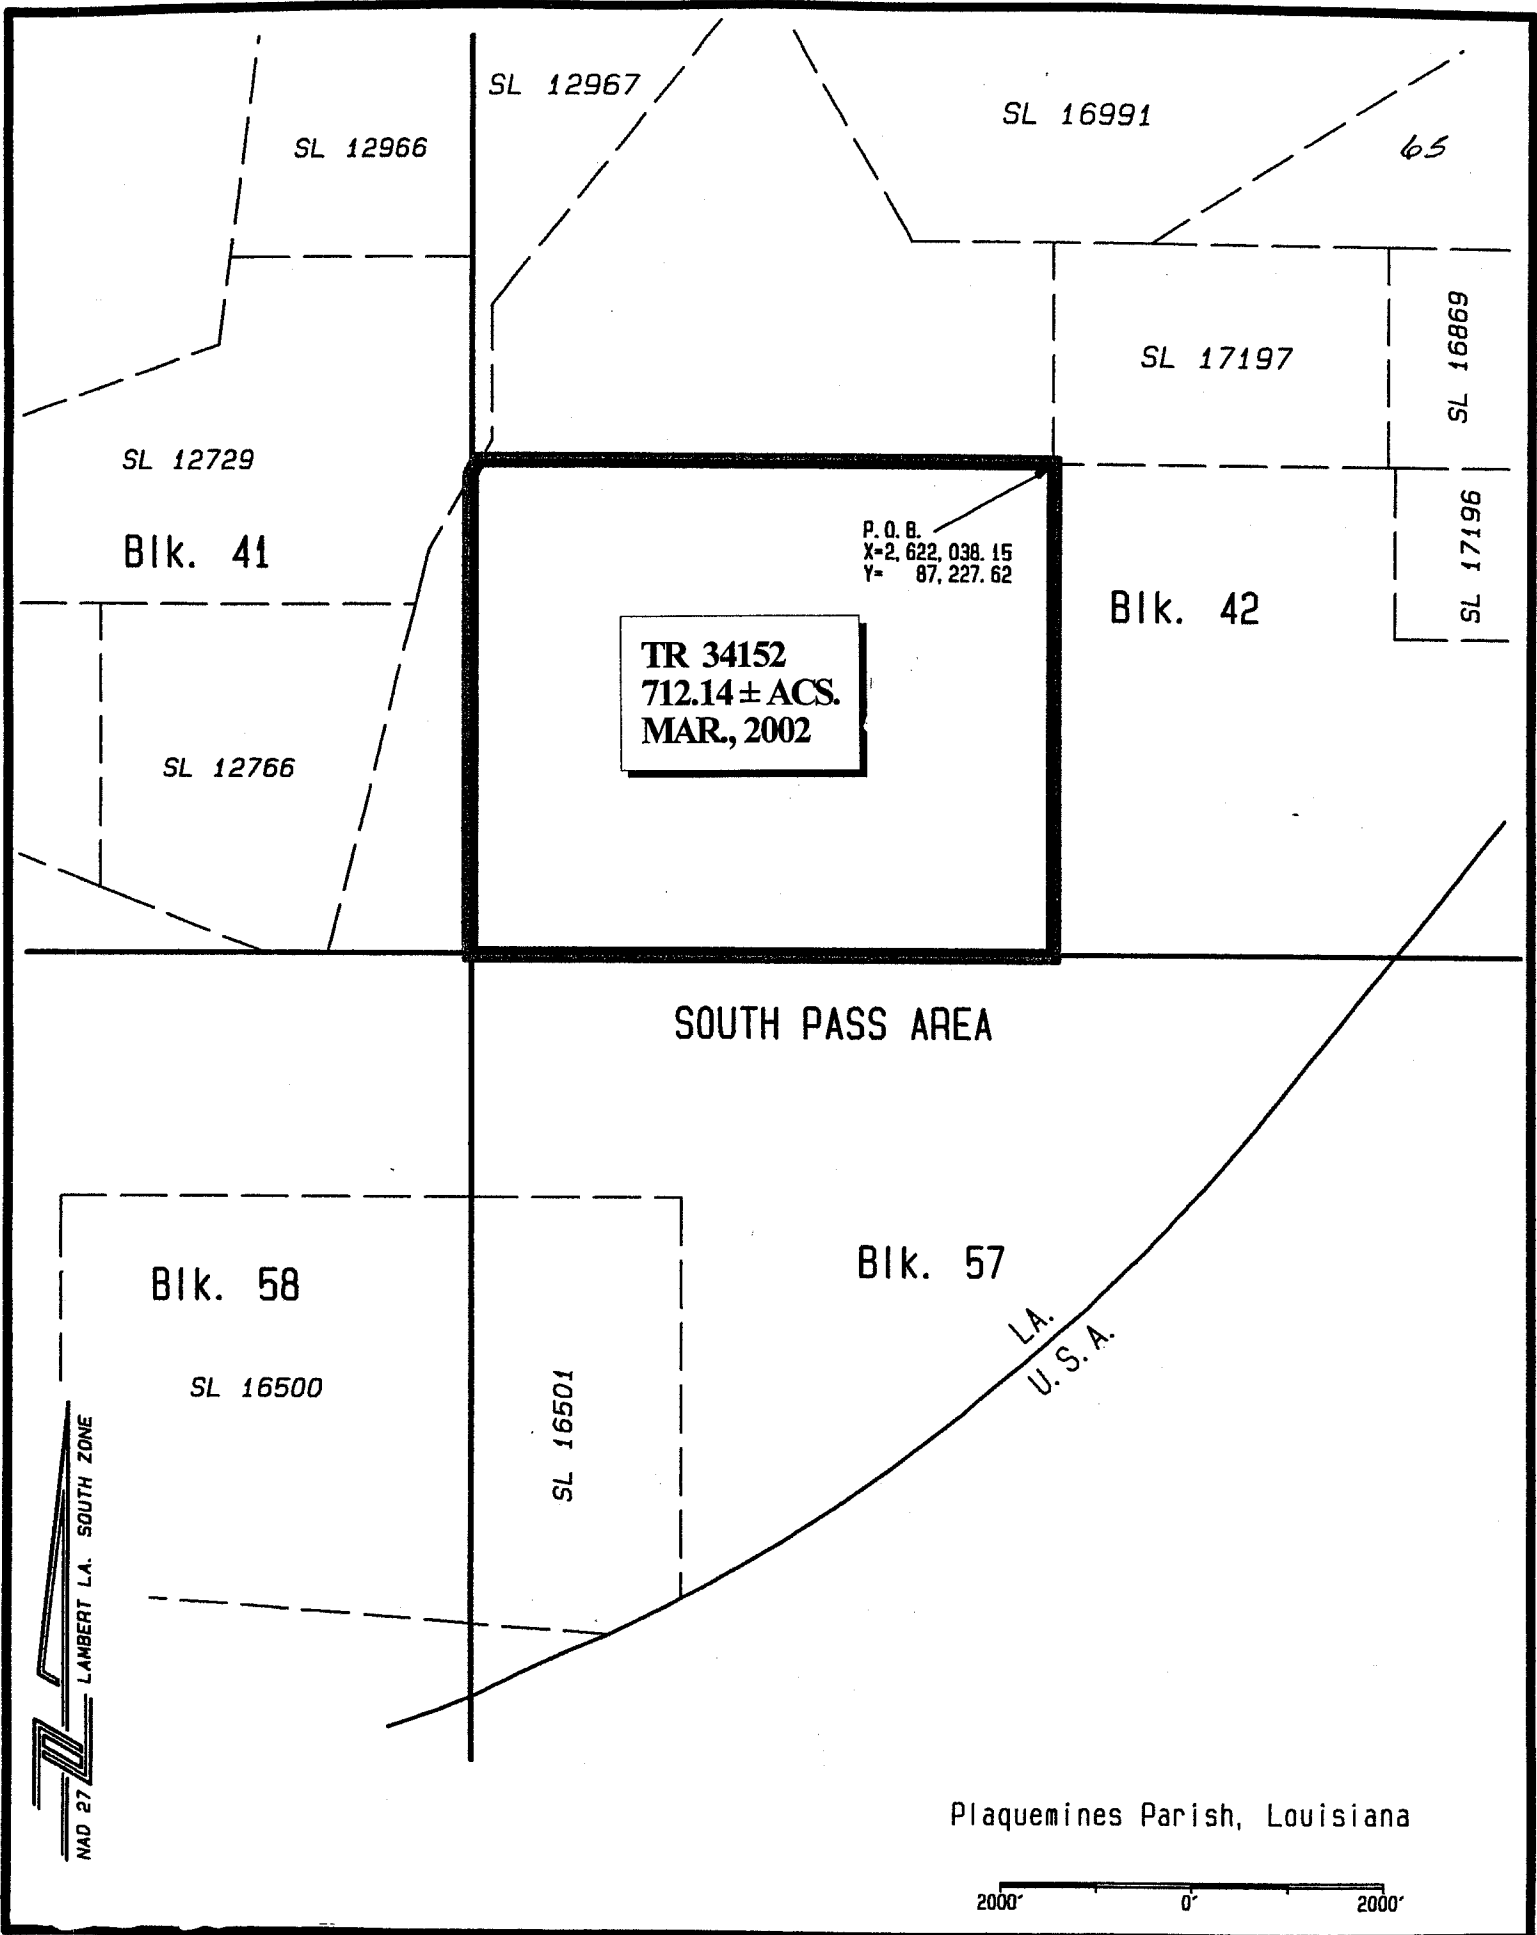 SL 12967
SL 16991
SL 12966
65
SL 17197
SL 16869
SL 12729
Blk. 41
P.O.B.
X=2,622,038.15
Y= 87,227.62
SL 17196
Blk. 42
TR 34152
712.14 ± ACS.
MAR., 2002
SL 12766
SOUTH PASS AREA
Blk. 57
Blk. 58
LA.
U.S.A.
SL 16500
SL 16501
NAD 27 LAMBERT LA. SOUTH ZONE
Plaquemines Parish, Louisiana
2000' 0' 2000'